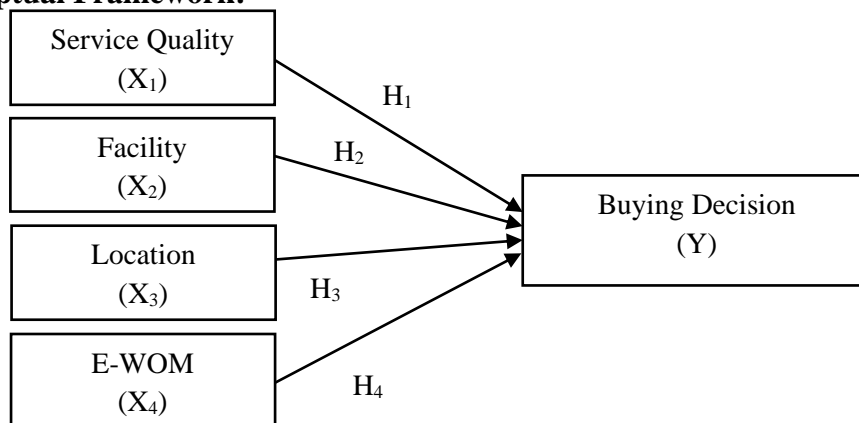 ptual Framework:
Service Quality
(X₁)
H₁
Facility
(X₂)
H₂
Buying Decision
(Y)
Location
(X₃)
H₃
E-WOM
(X₄)
H₄